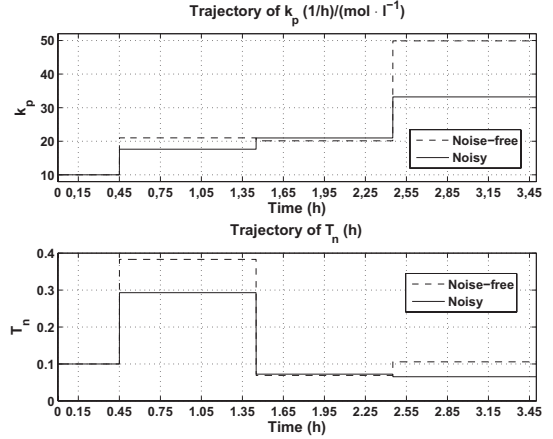 Trajectory of k_p (1/h)/(mol · l⁻¹)
50
40
30
20
10
k_p
Noise−free
Noisy
0 0,15 0,45 0,75 1,05 1,35 1,65 1,95 2,25 2,55 2,85 3,15 3,45
Time (h)
Trajectory of T_n (h)
0.4
0.3
0.2
0.1
0
T_n
Noise−free
Noisy
0 0.15 0.45 0.75 1.05 1.35 1.65 1.95 2.25 2.55 2.85 3.15 3.45
Time (h)